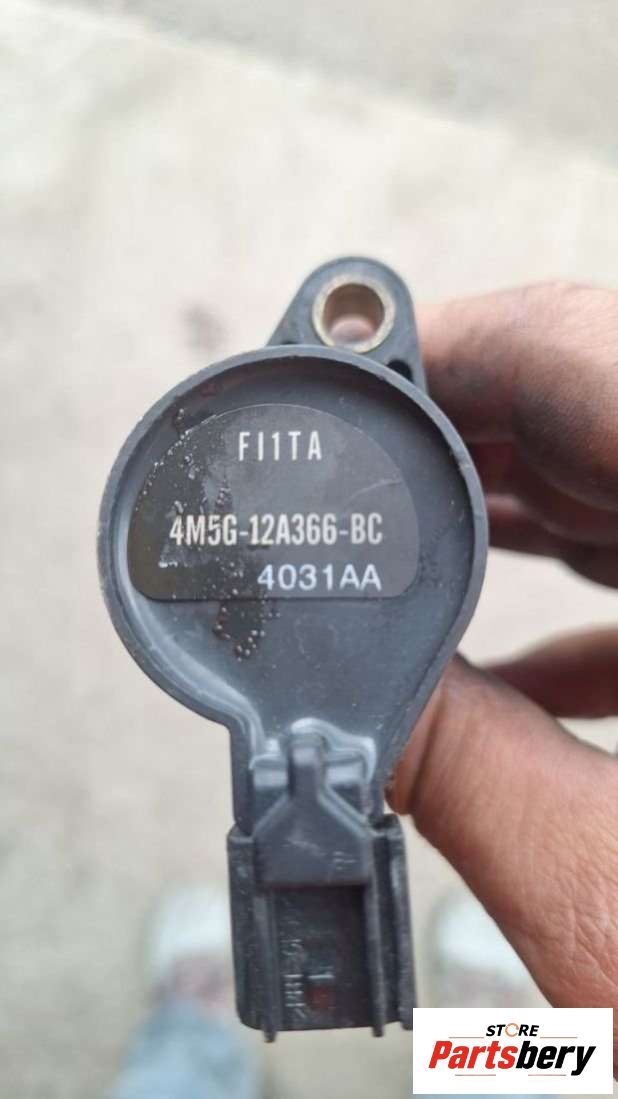 FI1TA
4M5G-12A366-BC
4031AA
STORE
Partsbery